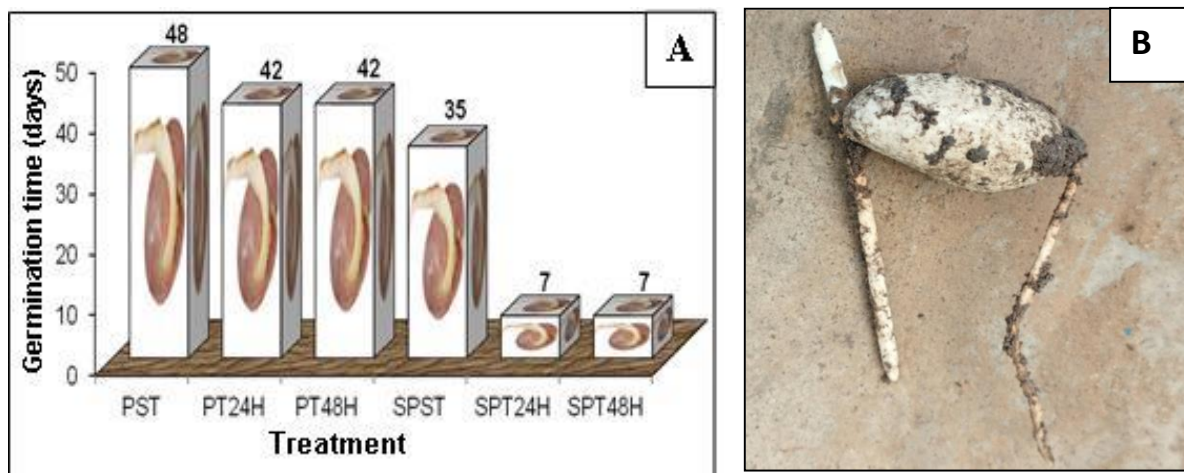 A
Germination time (days)
50
40
30
20
10
0
48
42
42
35
7
7
PST
PT24H
PT48H
SPST
SPT24H
SPT48H
Treatment
B